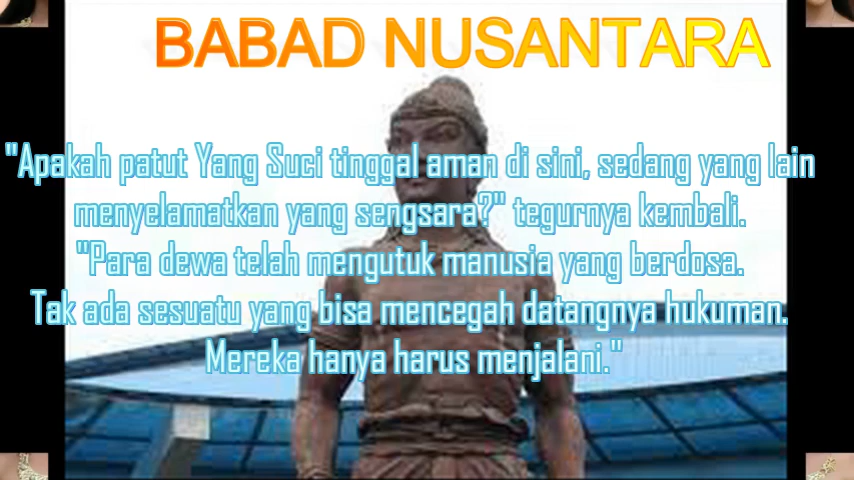 BABAD NUSANTARA
"Apakah patut Yang Suci tinggal aman di sini, sedang yang lain
menyelamatkan yang sengsara?" tegurnya kembali.
"Para dewa telah mengutuk manusia yang berdosa.
Tak ada sesuatu yang bisa mencegah datangnya hukuman.
Mereka hanya harus menjalani."